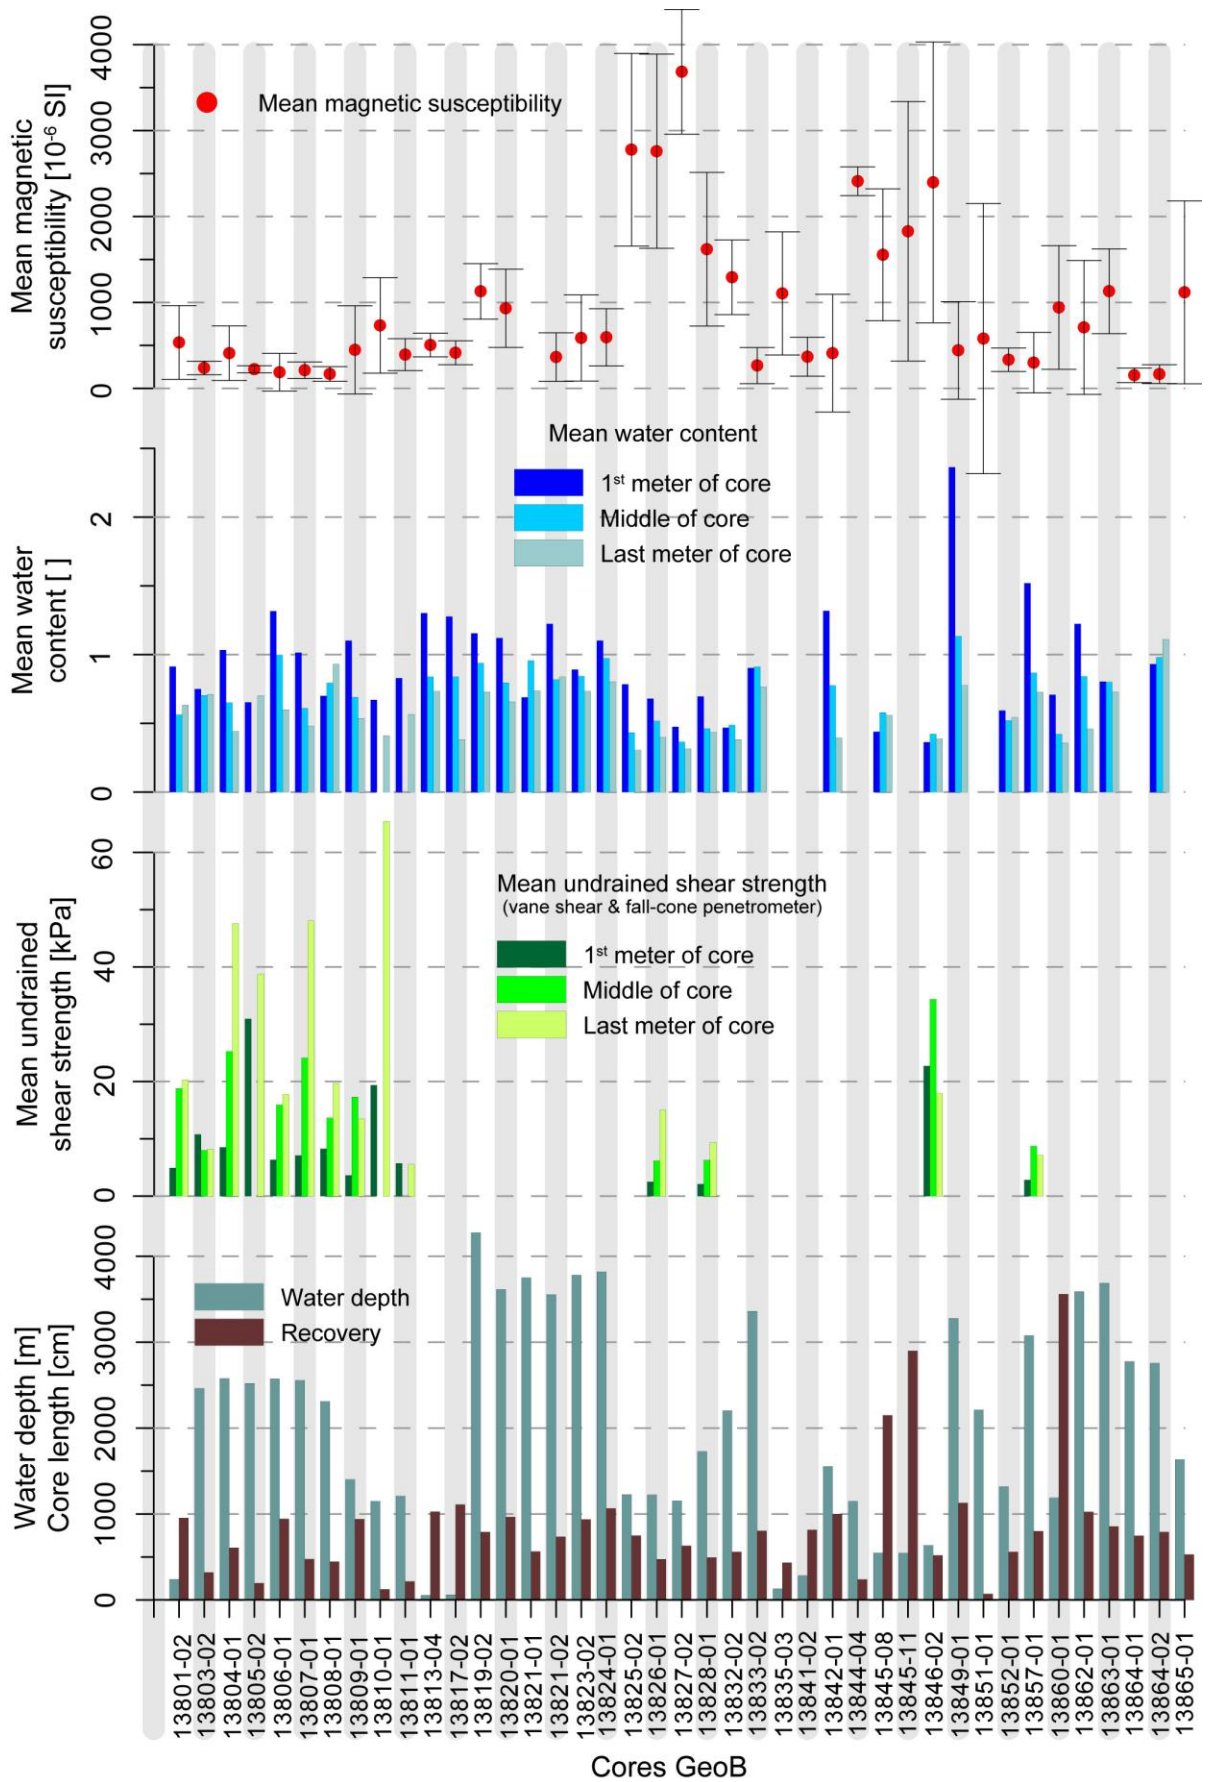 Mean magnetic
susceptibility [10⁻⁶ SI]
4000
3000
2000
1000
0
Mean magnetic susceptibility
Mean water
content [ ]
2
1
0
Mean water content
1st meter of core
Middle of core
Last meter of core
Mean undrained
shear strength [kPa]
60
40
20
0
Mean undrained shear strength
(vane shear & fall-cone penetrometer)
1st meter of core
Middle of core
Last meter of core
Water depth [m]
Core length [cm]
4000
3000
2000
1000
0
Water depth
Recovery
13801-02
13803-02
13804-01
13805-02
13806-01
13807-01
13808-01
13809-01
13810-01
13811-01
13813-04
13817-02
13819-02
13820-01
13821-01
13821-02
13823-02
13824-01
13825-02
13826-01
13827-02
13828-01
13832-02
13833-02
13835-03
13841-02
13842-01
13844-04
13845-08
13845-11
13846-02
13849-01
13851-01
13852-01
13857-01
13860-01
13862-01
13863-01
13864-01
13864-02
13865-01
Cores GeoB